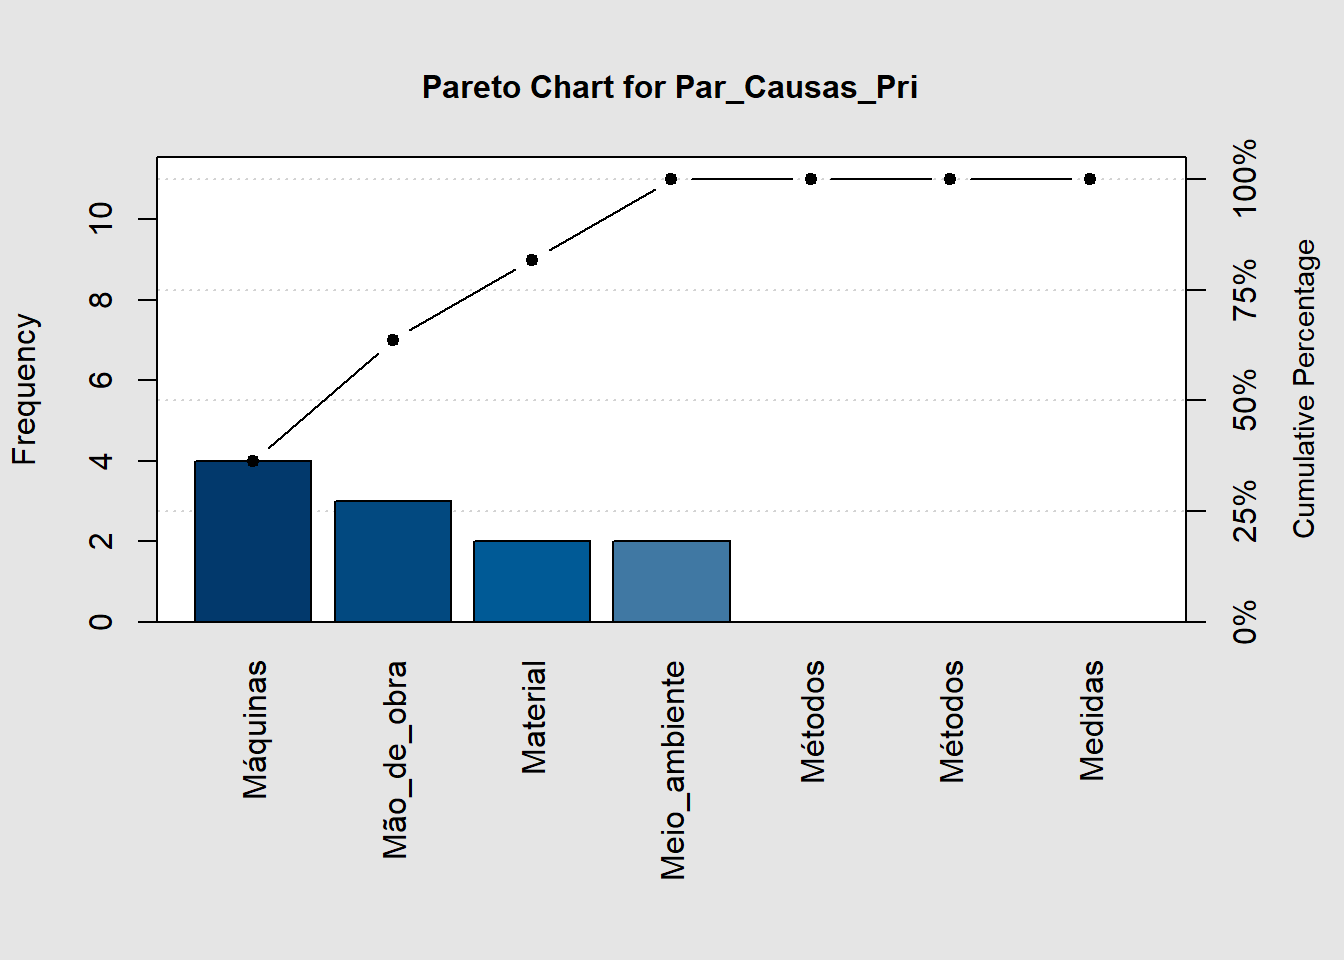 Pareto Chart for Par_Causas_Pri
Frequency
0
2
4
6
8
10
0%
25%
50%
75%
100%
Cumulative Percentage
Máquinas
Mão_de_obra
Material
Meio_ambiente
Métodos
Métodos
Medidas